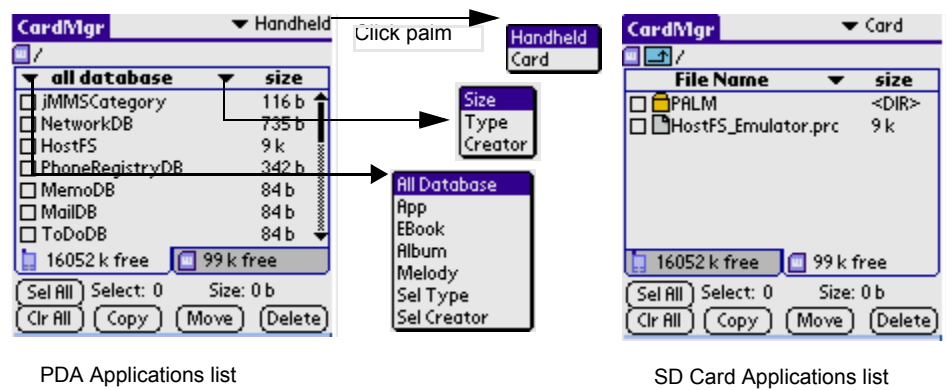 CardMgr ▼ Handheld
/
▼ all database ▼ size
jMMSCategory 116 b
NetworkDB 735 b
HostFS 9 k
PhoneRegistryDB 342 b
MemoDB 84 b
MailDB 84 b
ToDoDB 84 b
16052 k free 99 k free
Sel All Select: 0 Size: 0 b
Clr All Copy Move Delete
PDA Applications list
Click palm
Handheld
Card
Size
Type
Creator
All Database
App
EBook
Album
Melody
Sel Type
Sel Creator
CardMgr ▼ Card
/
File Name ▼ size
PALM <DIR>
HostFS_Emulator.prc 9 k
16052 k free 99 k free
Sel All Select: 0 Size: 0 b
Clr All Copy Move Delete
SD Card Applications list